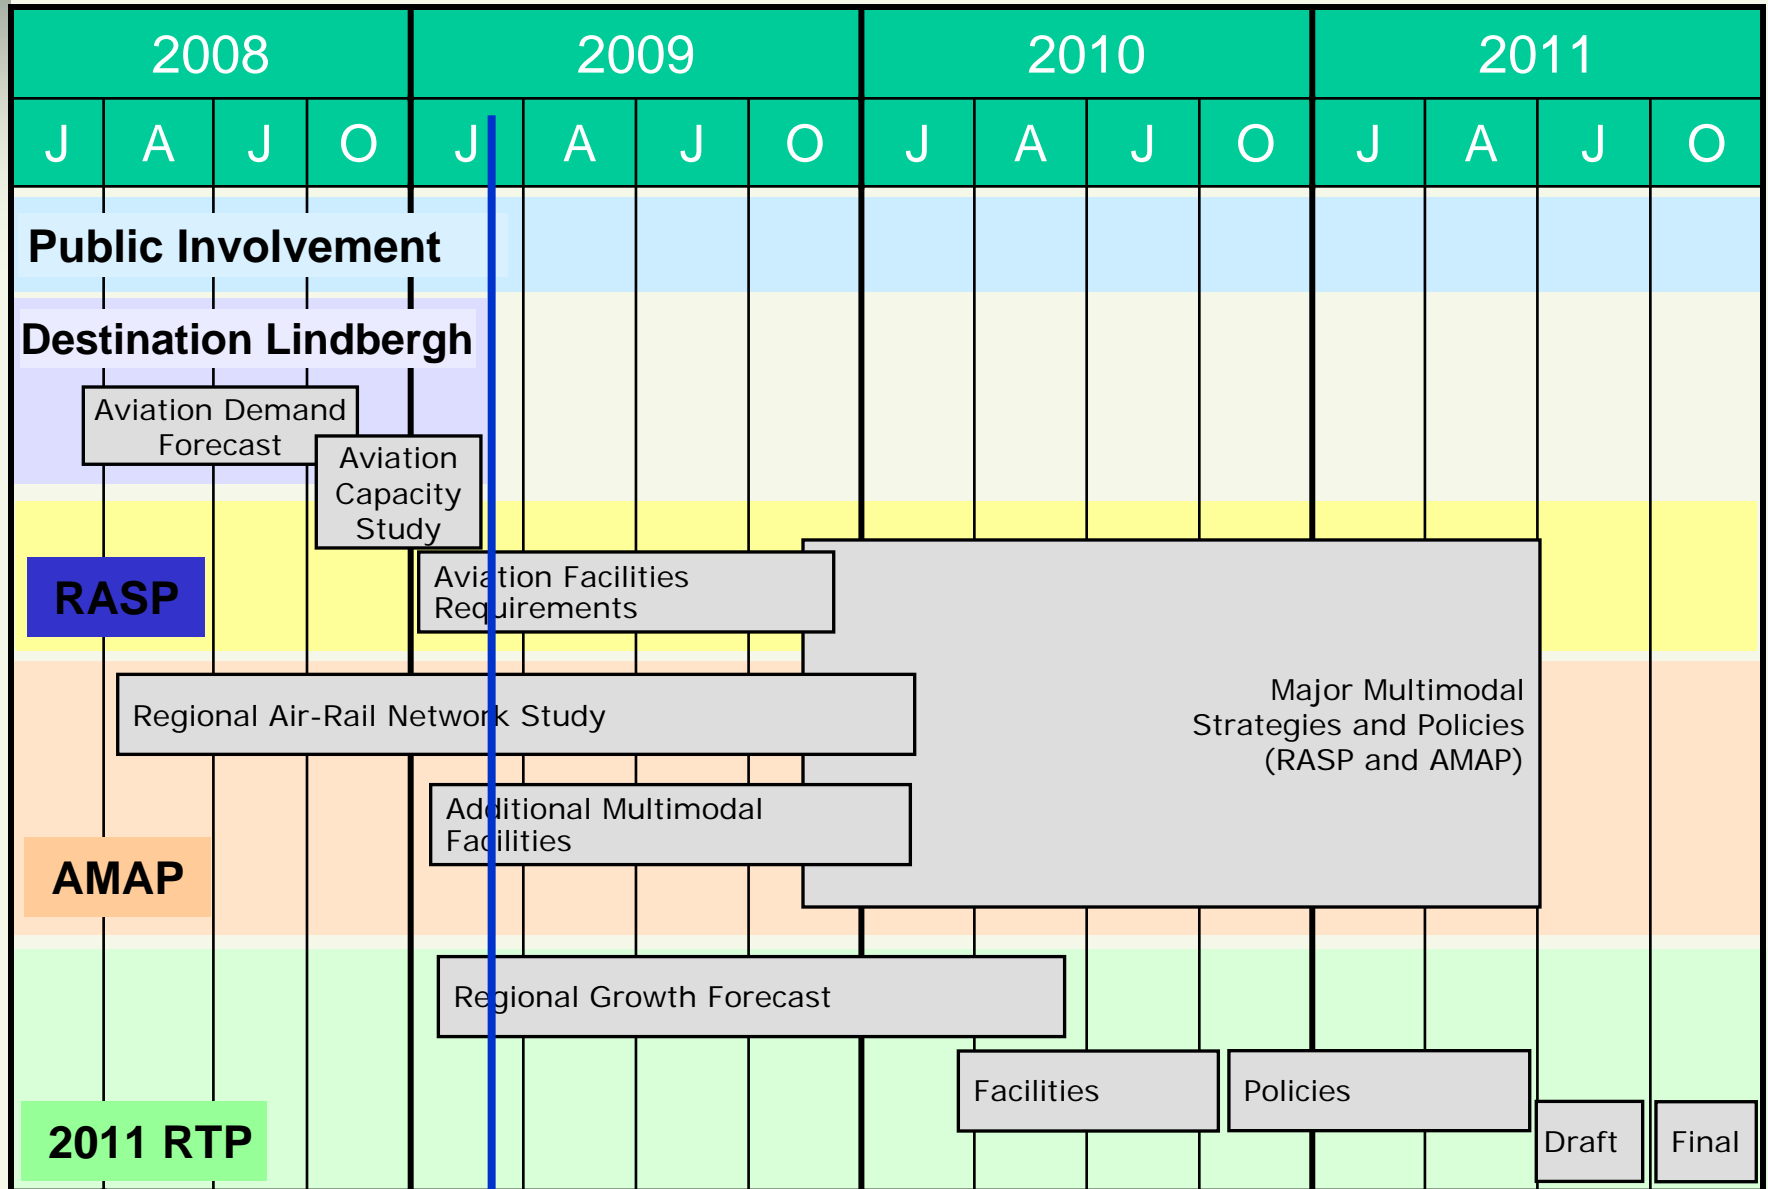 2008 2009 2010 2011
J A J O J A J O J A J O J A J O
Public Involvement
Destination Lindbergh
Aviation Demand
Forecast
Aviation
Capacity
Study
RASP
Aviation Facilities
Requirements
Regional Air-Rail Network Study
Major Multimodal
Strategies and Policies
(RASP and AMAP)
Additional Multimodal
Facilities
AMAP
Regional Growth Forecast
Facilities
Policies
2011 RTP
Draft
Final